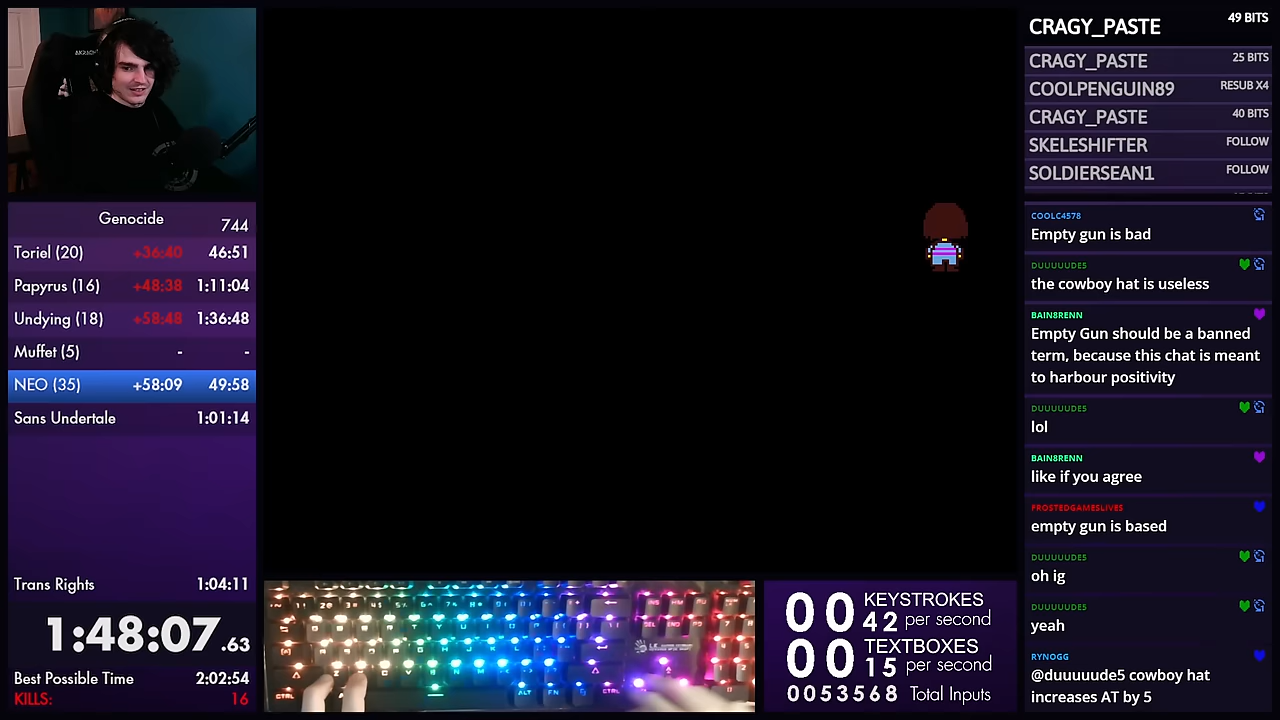 Genocide
744
Toriel (20) +36:40 46:51
Papyrus (16) +48:38 1:11:04
Undying (18) +58:48 1:36:48
Muffet (5) - -
NEO (35) +58:09 49:58
Sans Undertale 1:01:14
Trans Rights 1:04:11
1:48:07.63
Best Possible Time 2:02:54
KILLS: 16
00 42 KEYSTROKES per second
00 15 TEXTBOXES per second
0053568 Total Inputs
CRAGY_PASTE 49 BITS
CRAGY_PASTE 25 BITS
COOLPENGUIN89 RESUB X4
CRAGY_PASTE 40 BITS
SKELESHIFTER FOLLOW
SOLDIERSEAN1 FOLLOW
COOLC4578
Empty gun is bad
DUUUUUDE5
the cowboy hat is useless
BAIN8RENN
Empty Gun should be a banned
term, because this chat is meant
to harbour positivity
DUUUUUDE5
lol
BAIN8RENN
like if you agree
FROSTEDGAMESLIVES
empty gun is based
DUUUUUDE5
oh ig
DUUUUUDE5
yeah
RYNOGG
@duuuuude5 cowboy hat
increases AT by 5